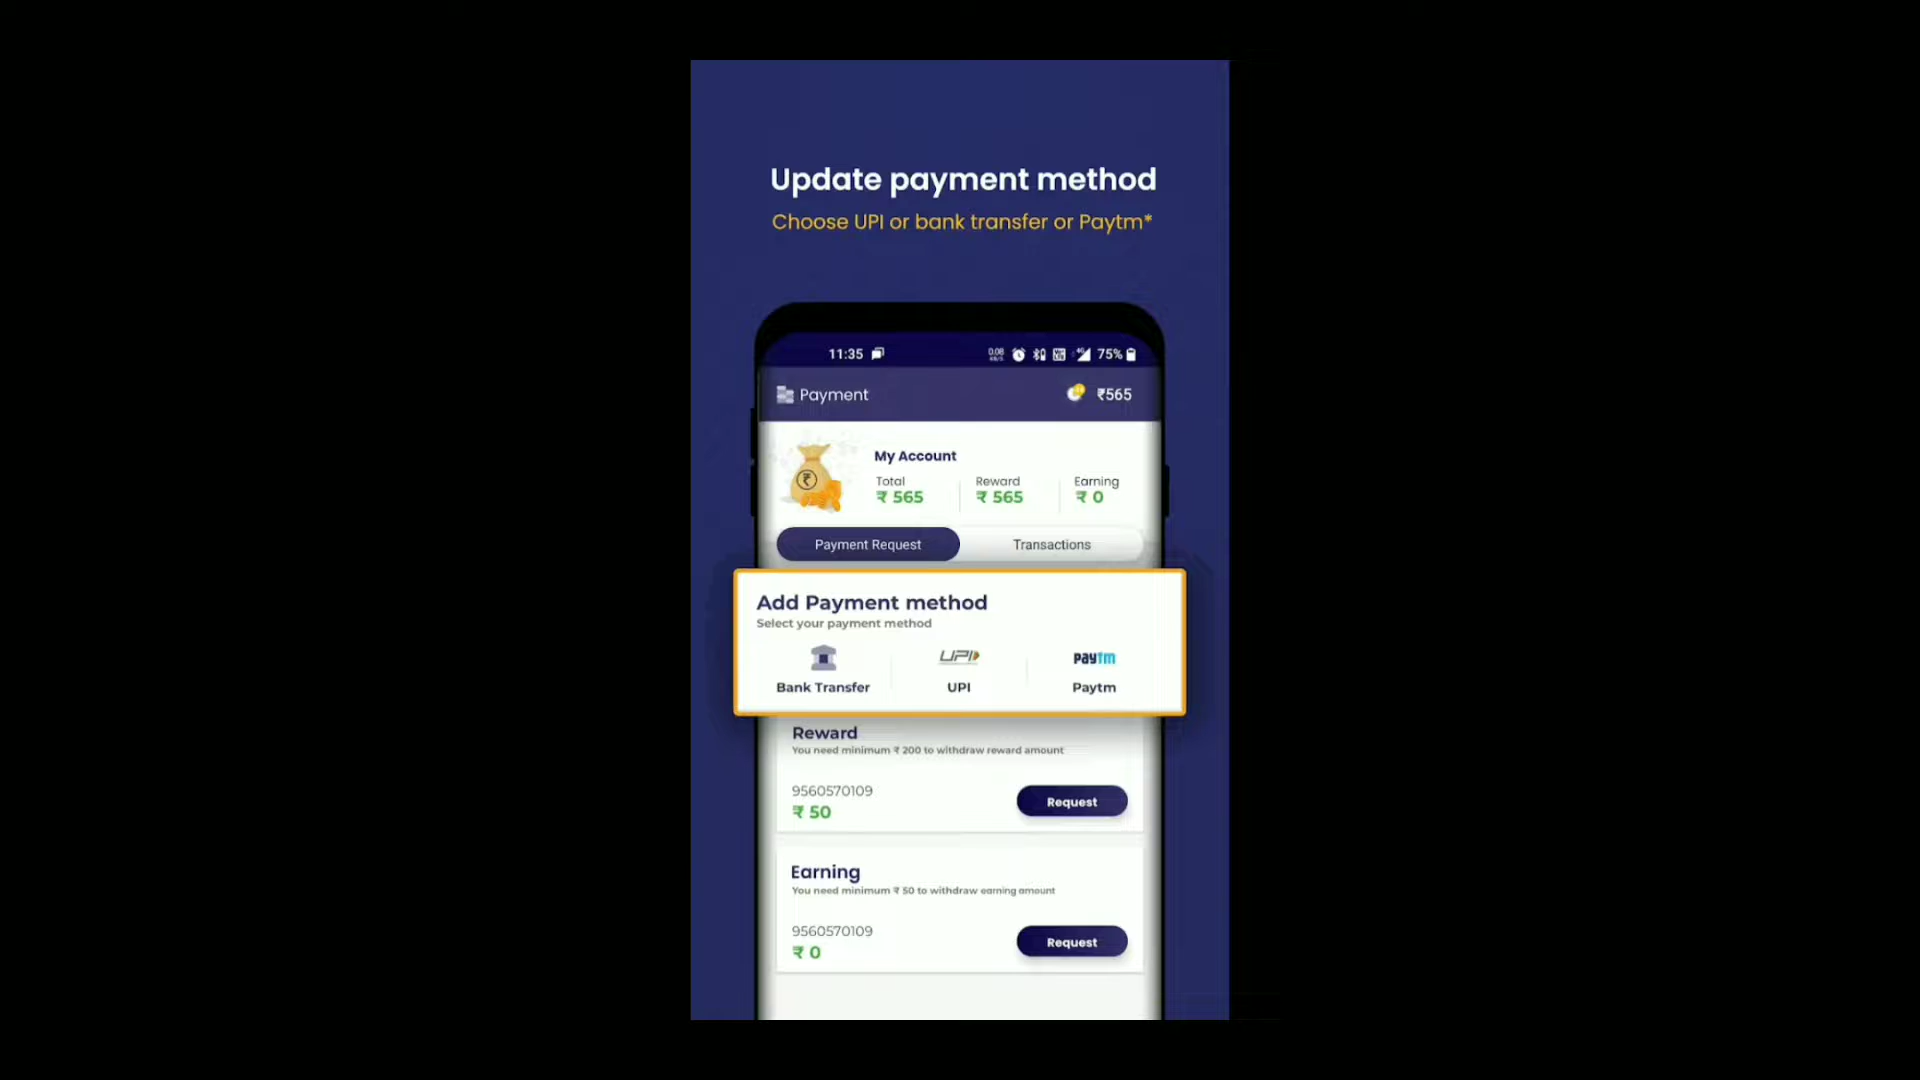 Update payment method
Choose UPI or bank transfer or Paytm*
11:35 75%
Payment ₹565
My Account
Total Reward Earning
₹ 565 ₹ 565 ₹ 0
Payment Request Transactions
Add Payment method
Select your payment method
UPI paytm
Bank Transfer UPI Paytm
Reward
You need minimum ₹ 200 to withdraw reward amount
9560570109
₹ 50
Request
Earning
You need minimum ₹ 50 to withdraw earning amount
9560570109
₹ 0
Request